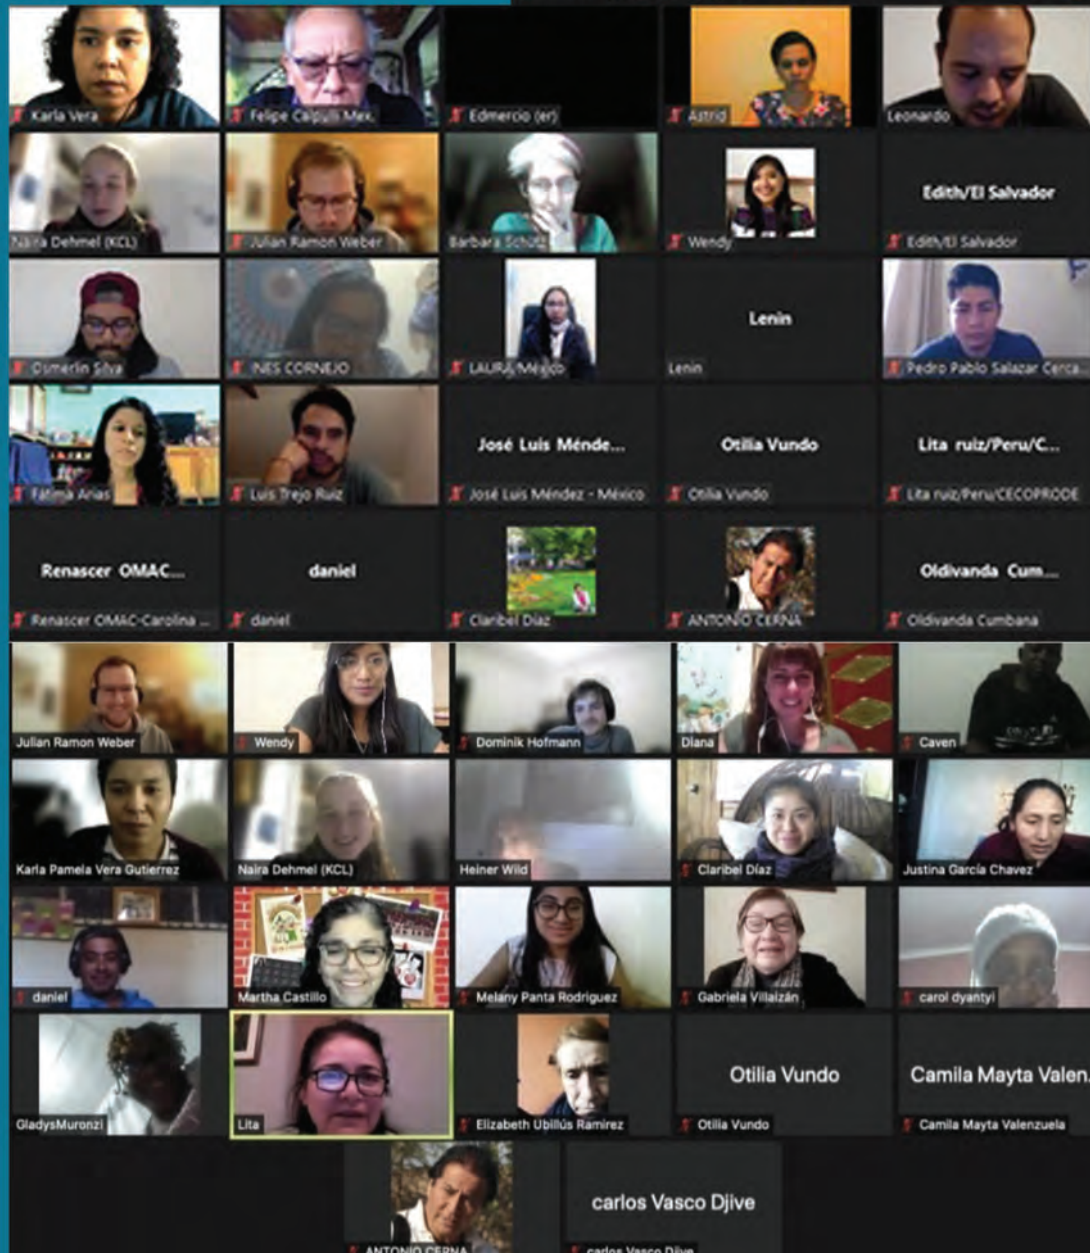 Karla Vera
Felipe Calpulli Mex.
Edmercio (er)
Astrid
Leonardo
Naira Dehmel (KCL)
Julian Ramon Weber
Barbara Schütz
Wendy
Edith/El Salvador
Edith/El Salvador
Osmerlin Silva
INES CORNEJO
LAURA/México
Lenin
Lenin
Pedro Pablo Salazar Cerca...
Fátima Arias
Luis Trejo Ruiz
José Luis Ménde...
José Luis Méndez - México
Otilia Vundo
Otilia Vundo
Lita ruiz/Peru/C...
Lita ruiz/Peru/CECOPRODE
Renascer OMAC...
Renascer OMAC-Carolina ...
daniel
daniel
Claribel Díaz
ANTONIO CERNA
Oldivanda Cum...
Oldivanda Cumbana
Julian Ramon Weber
Wendy
Dominik Hofmann
Diana
Caven
Karla Pamela Vera Gutierrez
Naira Dehmel (KCL)
Heiner Wild
Claribel Díaz
Justina García Chavez
daniel
Martha Castillo
Melany Panta Rodriguez
Gabriela Villaizán
carol dyantyi
GladysMuronzi
Lita
Elizabeth Ubillús Ramirez
Otilia Vundo
Otilia Vundo
Camila Mayta Valen.
Camila Mayta Valenzuela
ANTONIO CERNA
carlos Vasco Djive
carlos Vasco Djive